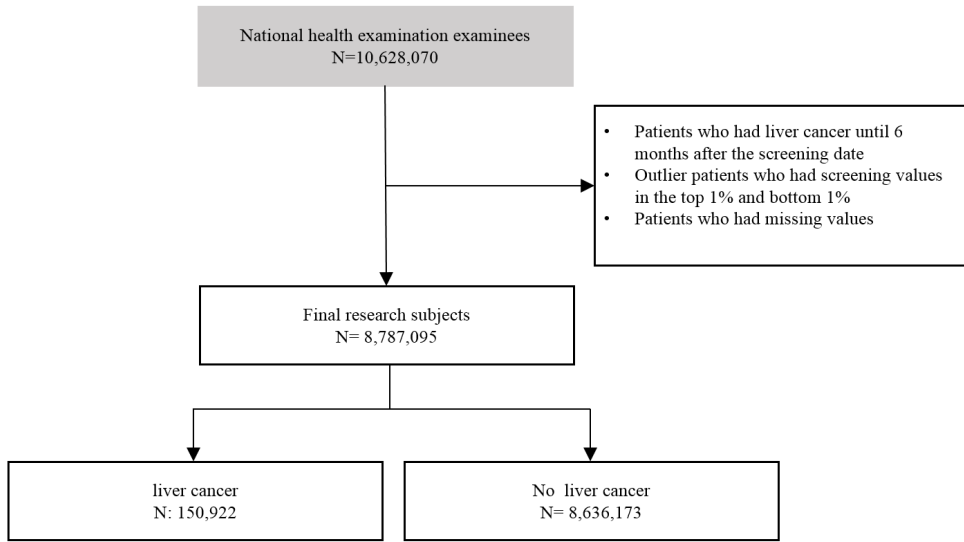 National health examination examinees
N=10,628,070
• Patients who had liver cancer until 6
months after the screening date
• Outlier patients who had screening values
in the top 1% and bottom 1%
• Patients who had missing values
Final research subjects
N= 8,787,095
liver cancer
N: 150,922
No liver cancer
N= 8,636,173